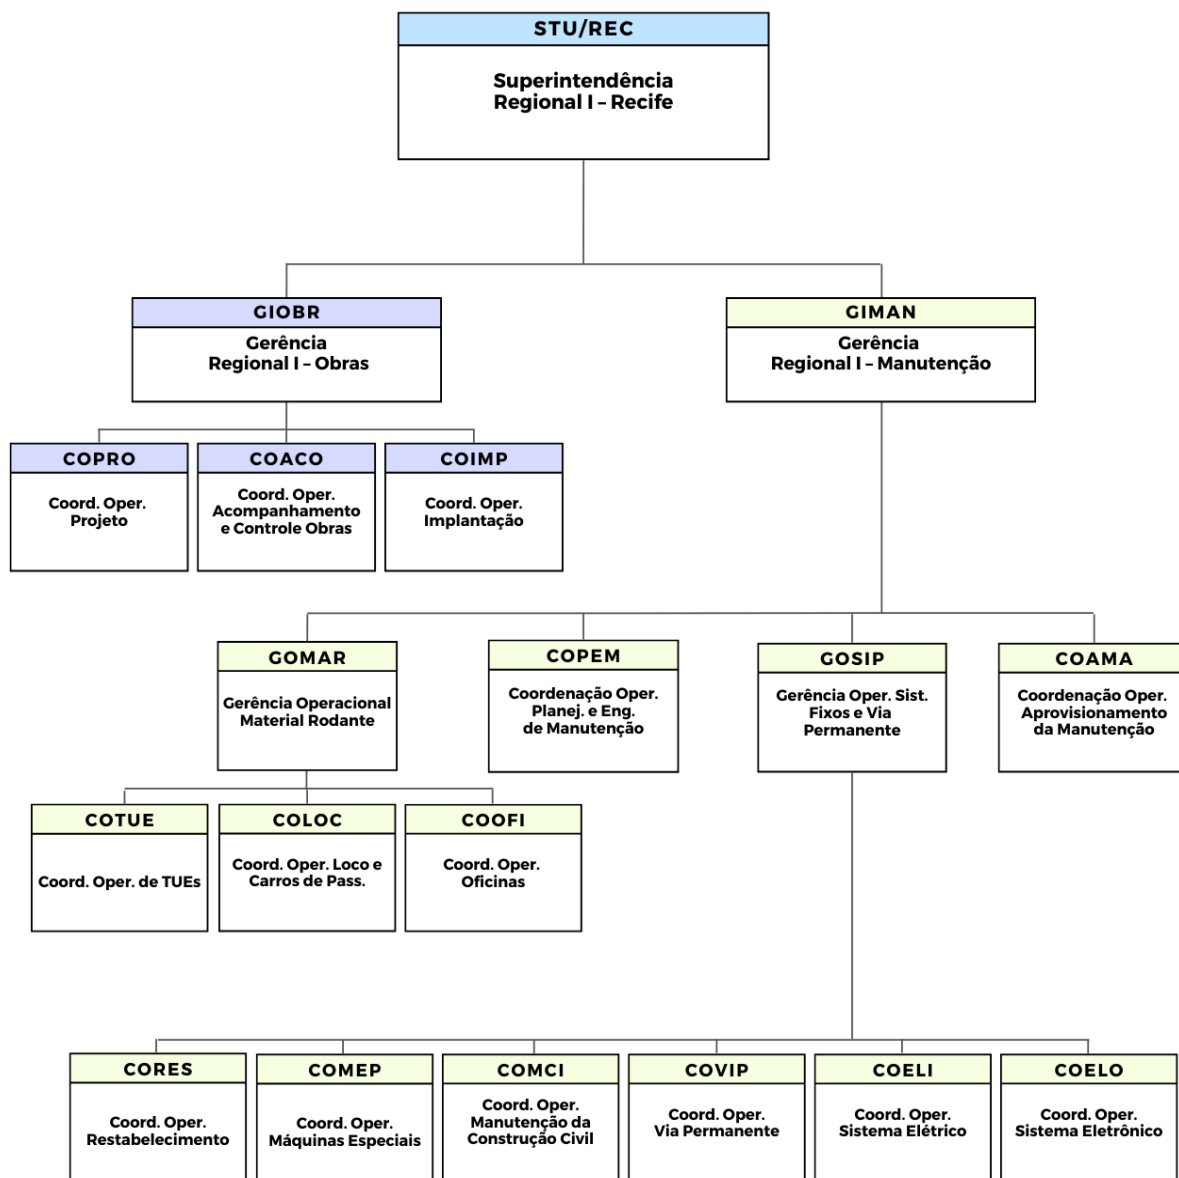 STU/REC
Superintendência
Regional I – Recife
GIOBR
Gerência
Regional I – Obras
GIMAN
Gerência
Regional I – Manutenção
COPRO
Coord. Oper.
Projeto
COACO
Coord. Oper.
Acompanhamento
e Controle Obras
COIMP
Coord. Oper.
Implantação
GOMAR
Gerência Operacional
Material Rodante
COPEM
Coordenação Oper.
Planej. e Eng.
de Manutenção
GOSIP
Gerência Oper. Sist.
Fixos e Via
Permanente
COAMA
Coordenação Oper.
Aprovisionamento
da Manutenção
COTUE
Coord. Oper. de TUEs
COLOC
Coord. Oper. Loco e
Carros de Pass.
COOFI
Coord. Oper.
Oficinas
CORES
Coord. Oper.
Restabelecimento
COMEP
Coord. Oper.
Máquinas Especiais
COMCI
Coord. Oper.
Manutenção da
Construção Civil
COVIP
Coord. Oper.
Via Permanente
COELI
Coord. Oper.
Sistema Elétrico
COELO
Coord. Oper.
Sistema Eletrônico